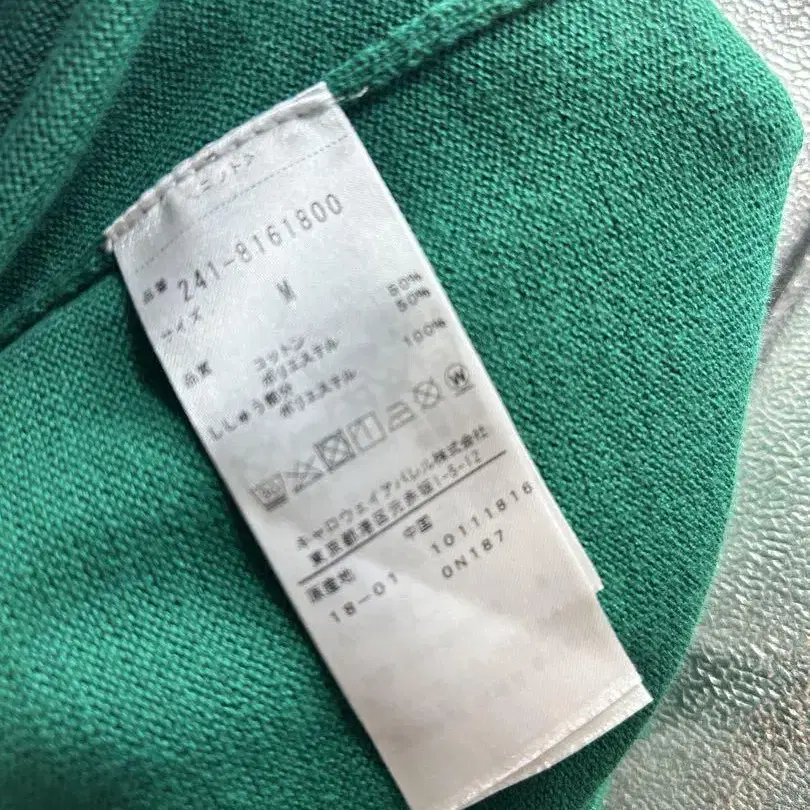 品番 241-8161800
サイズ M
品質 コットン 50%
ポリエステル 50%
ししゅう部分
ポリエステル 100%
キャロウェイアパレル株式会社
東京都港区元赤坂1-5-12
原産地 中国
18-01 10111816
0N187